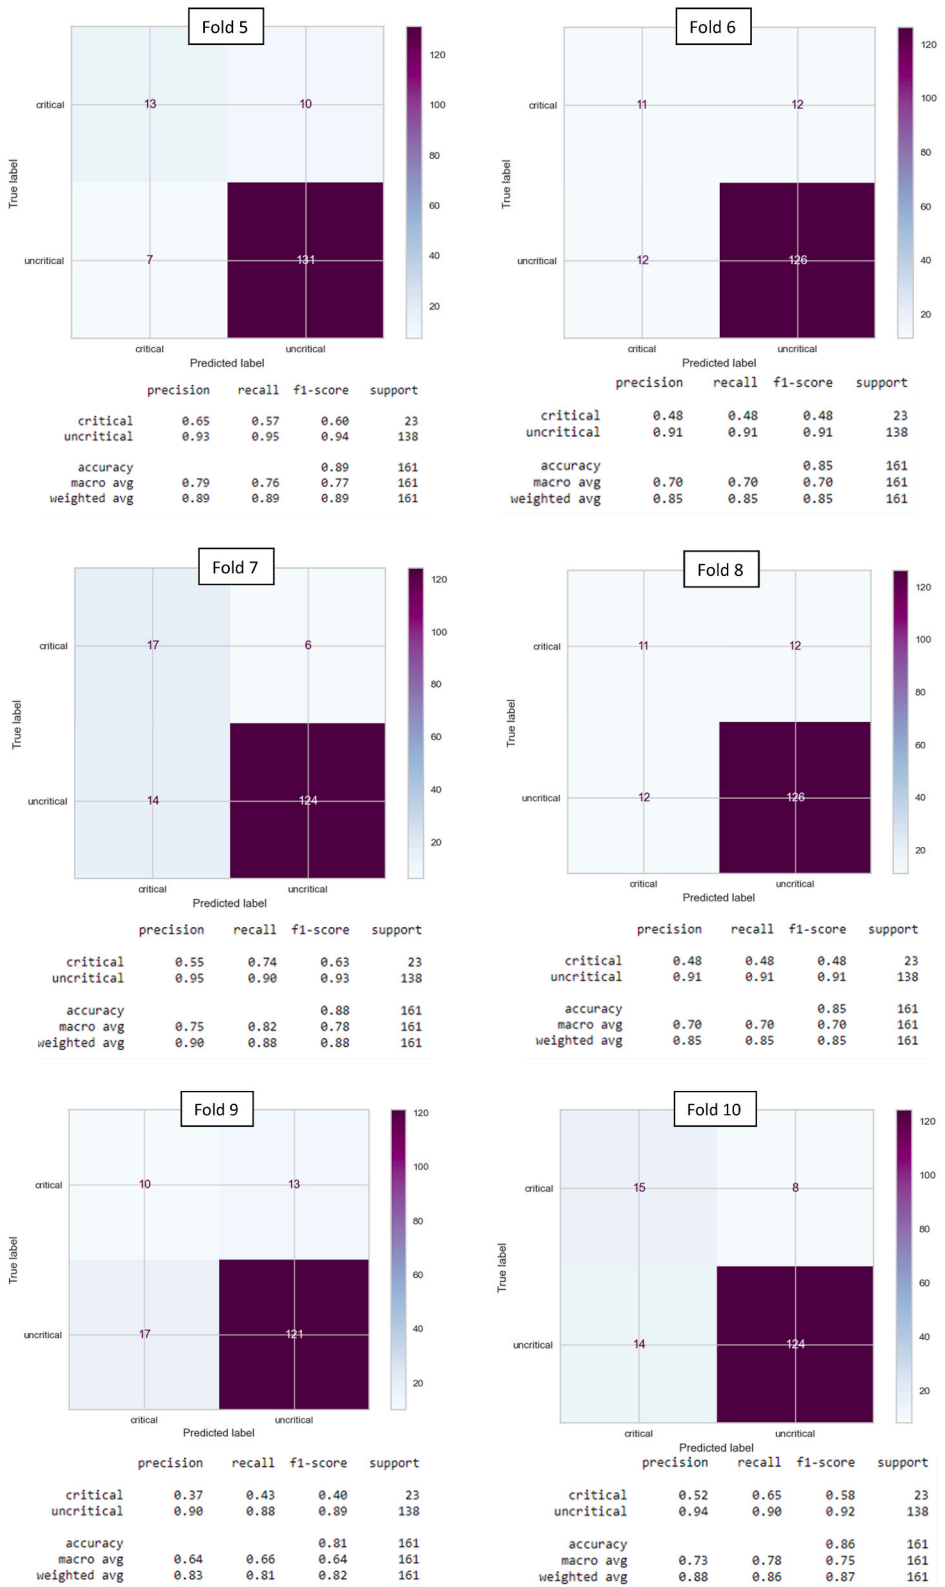 Fold 5
120
100
80
60
40
20
True label
critical
13
10
uncritical
7
131
critical
uncritical
Predicted label
precision recall f1-score support
critical 0.65 0.57 0.60 23
uncritical 0.93 0.95 0.94 138
accuracy 0.89 161
macro avg 0.79 0.76 0.77 161
weighted avg 0.89 0.89 0.89 161
Fold 6
120
100
80
60
40
20
True label
critical
11
12
uncritical
12
126
critical
uncritical
Predicted label
precision recall f1-score support
critical 0.48 0.48 0.48 23
uncritical 0.91 0.91 0.91 138
accuracy 0.85 161
macro avg 0.70 0.70 0.70 161
weighted avg 0.85 0.85 0.85 161
Fold 7
120
100
80
60
40
20
True label
critical
17
6
uncritical
14
124
critical
uncritical
Predicted label
precision recall f1-score support
critical 0.55 0.74 0.63 23
uncritical 0.95 0.90 0.93 138
accuracy 0.88 161
macro avg 0.75 0.82 0.78 161
weighted avg 0.90 0.88 0.88 161
Fold 8
120
100
80
60
40
20
True label
critical
11
12
uncritical
12
126
critical
uncritical
Predicted label
precision recall f1-score support
critical 0.48 0.48 0.48 23
uncritical 0.91 0.91 0.91 138
accuracy 0.85 161
macro avg 0.70 0.70 0.70 161
weighted avg 0.85 0.85 0.85 161
Fold 9
120
100
80
60
40
20
True label
critical
10
13
uncritical
17
121
critical
uncritical
Predicted label
precision recall f1-score support
critical 0.37 0.43 0.40 23
uncritical 0.90 0.88 0.89 138
accuracy 0.81 161
macro avg 0.64 0.66 0.64 161
weighted avg 0.83 0.81 0.82 161
Fold 10
120
100
80
60
40
20
True label
critical
15
8
uncritical
14
124
critical
uncritical
Predicted label
precision recall f1-score support
critical 0.52 0.65 0.58 23
uncritical 0.94 0.90 0.92 138
accuracy 0.86 161
macro avg 0.73 0.78 0.75 161
weighted avg 0.88 0.86 0.87 161